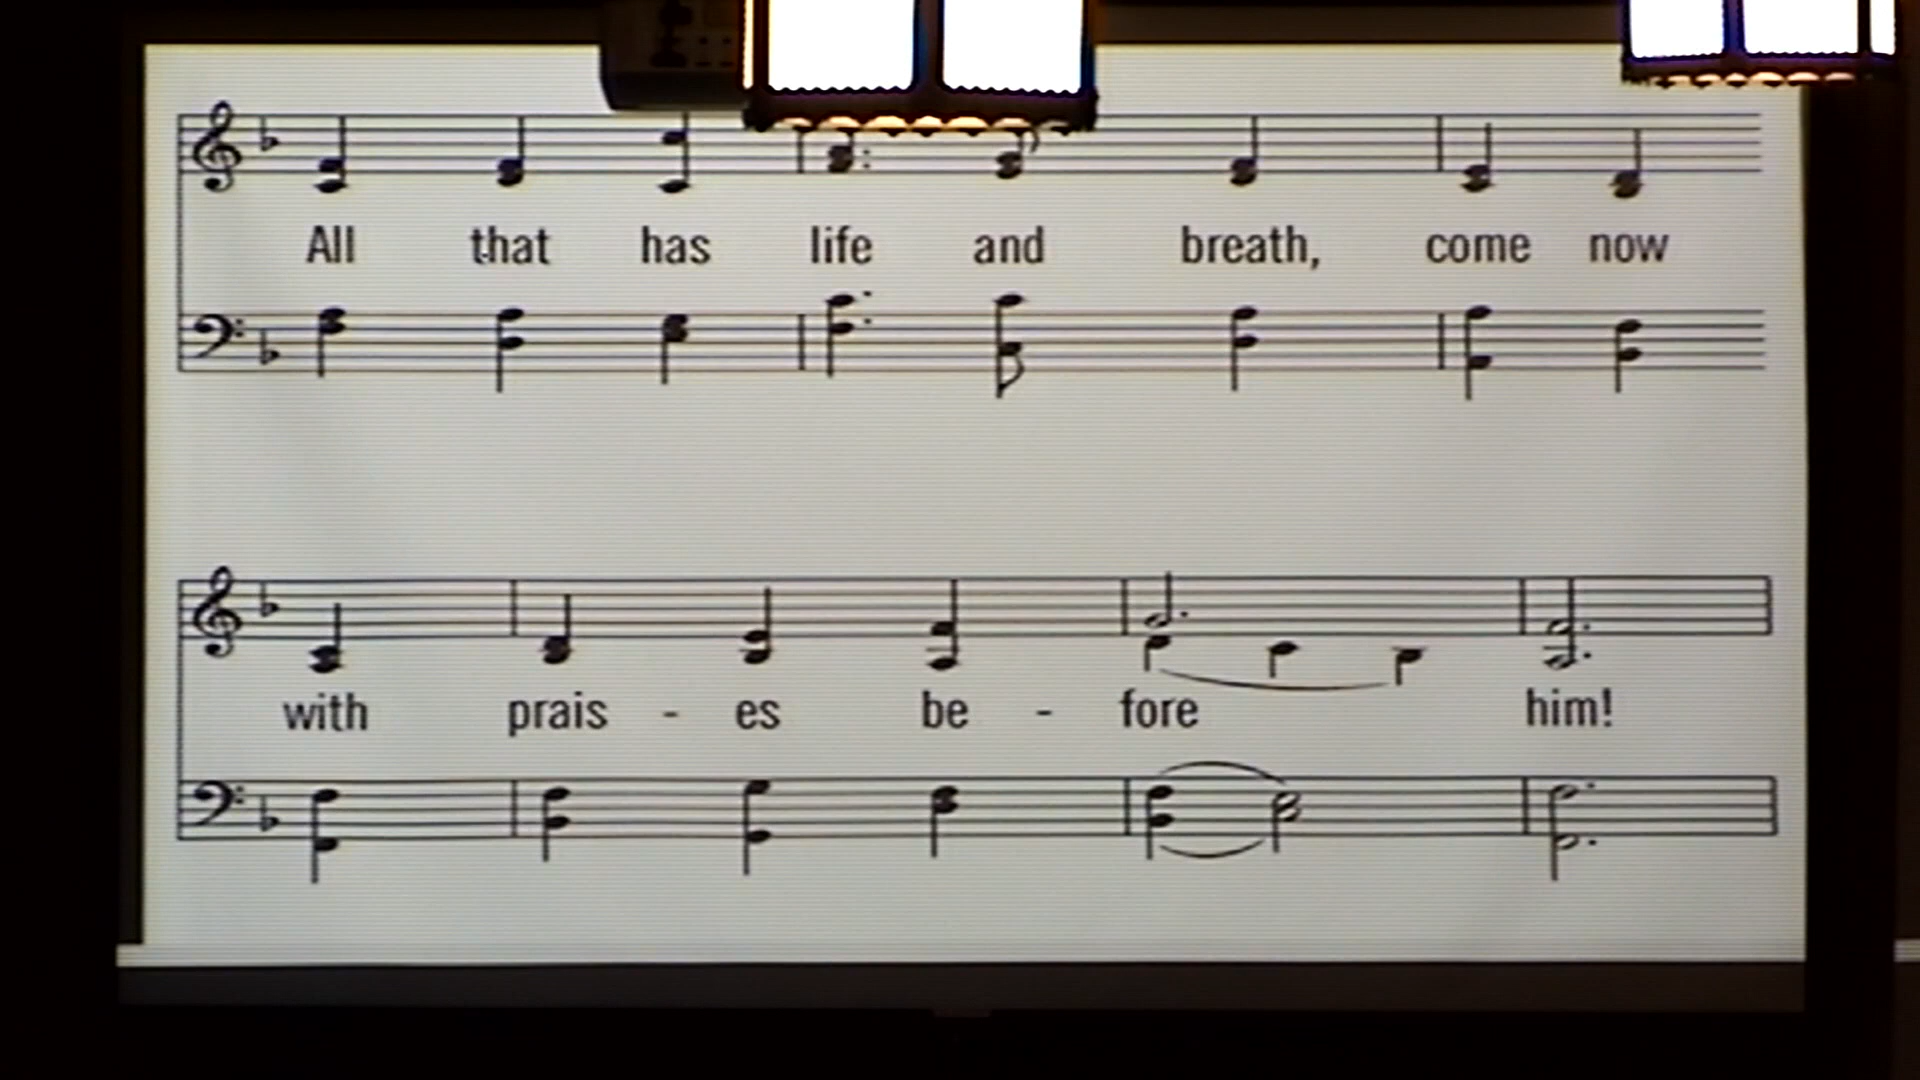 All that has life and breath, come now
with prais - es be - fore him!